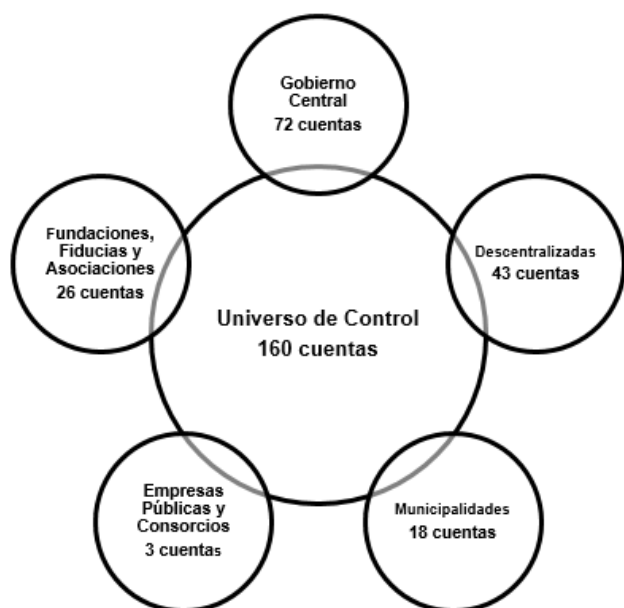 Gobierno
Central
72 cuentas
Fundaciones,
Fiducias y
Asociaciones
26 cuentas
Descentralizadas
43 cuentas
Universo de Control
160 cuentas
Empresas
Públicas y
Consorcios
3 cuentas
Municipalidades
18 cuentas